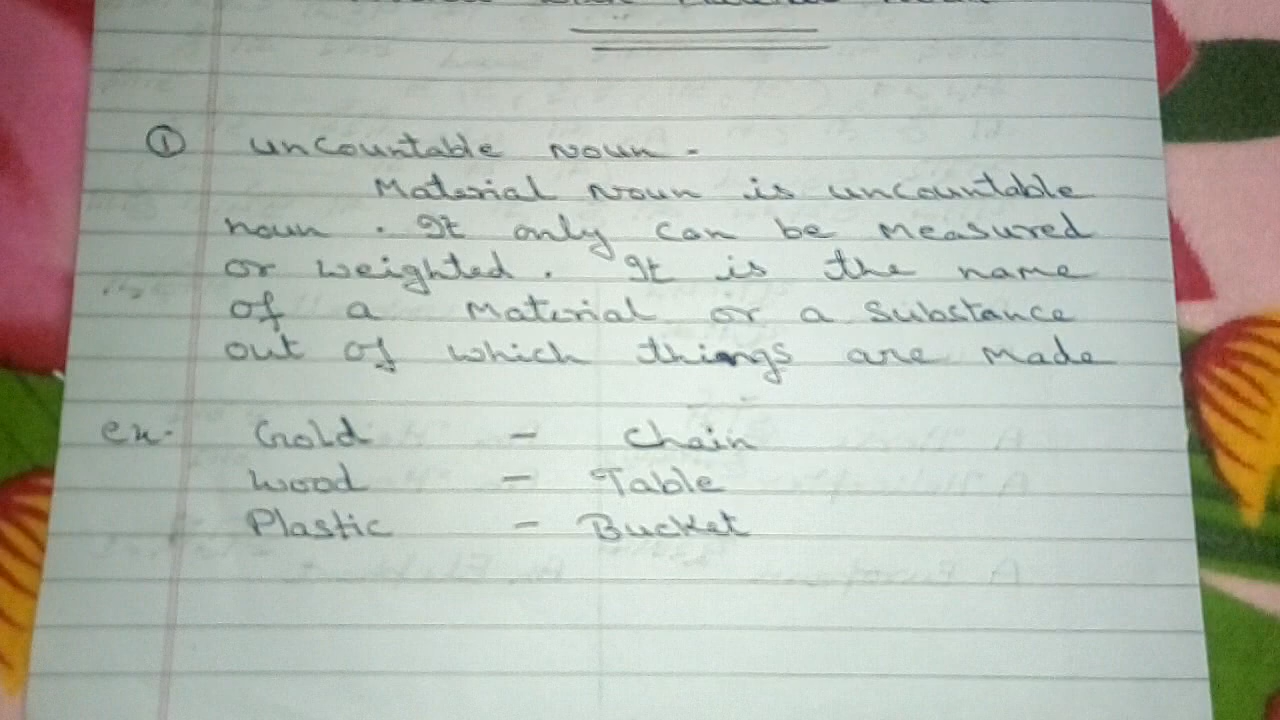 ① uncountable noun -
Material Noun is uncountable
noun . It only can be measured
or weighted . It is the name
of a material or a substance
out of which things are made
ex- Gold - Chain
Wood - Table
Plastic - Bucket